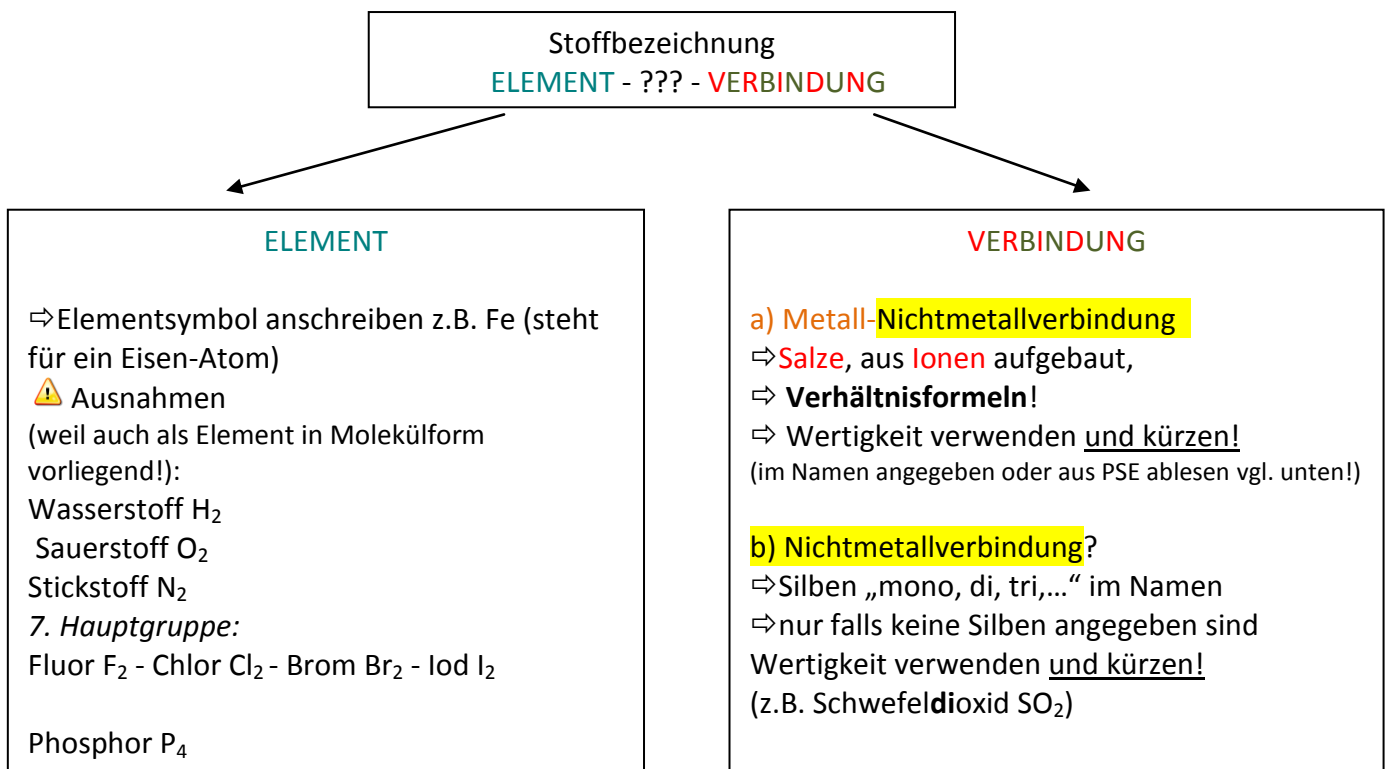 Stoffbezeichnung
ELEMENT - ??? - VERBINDUNG
ELEMENT
⇨Elementsymbol anschreiben z.B. Fe (steht
für ein Eisen-Atom)
Ausnahmen
(weil auch als Element in Molekülform
vorliegend!):
Wasserstoff H₂
Sauerstoff O₂
Stickstoff N₂
7. Hauptgruppe:
Fluor F₂ - Chlor Cl₂ - Brom Br₂ - Iod I₂
Phosphor P₄
VERBINDUNG
a) Metall-Nichtmetallverbindung
⇨Salze, aus Ionen aufgebaut,
⇨ Verhältnisformeln!
⇨ Wertigkeit verwenden und kürzen!
(im Namen angegeben oder aus PSE ablesen vgl. unten!)
b) Nichtmetallverbindung?
⇨Silben „mono, di, tri,…“ im Namen
⇨nur falls keine Silben angegeben sind
Wertigkeit verwenden und kürzen!
(z.B. Schwefeldioxid SO₂)